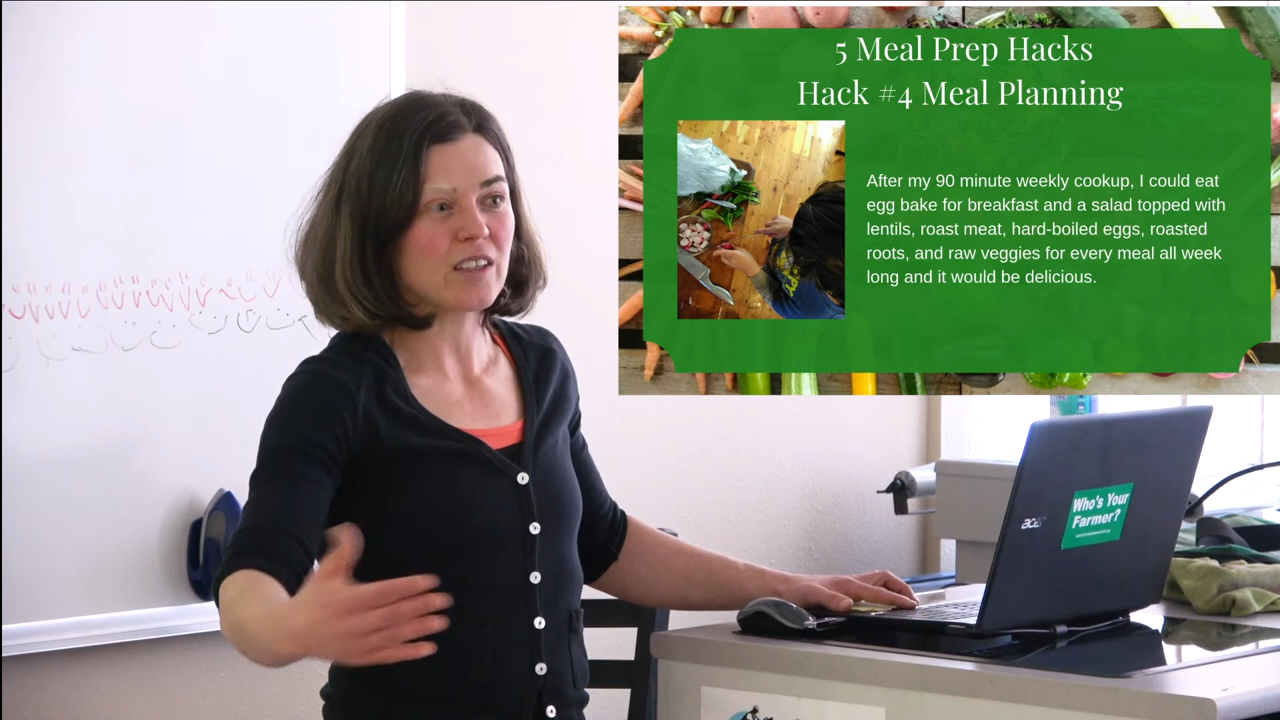 5 Meal Prep Hacks
Hack #4 Meal Planning
After my 90 minute weekly cookup, I could eat
egg bake for breakfast and a salad topped with
lentils, roast meat, hard-boiled eggs, roasted
roots, and raw veggies for every meal all week
long and it would be delicious.
Who's Your
Farmer?
acer